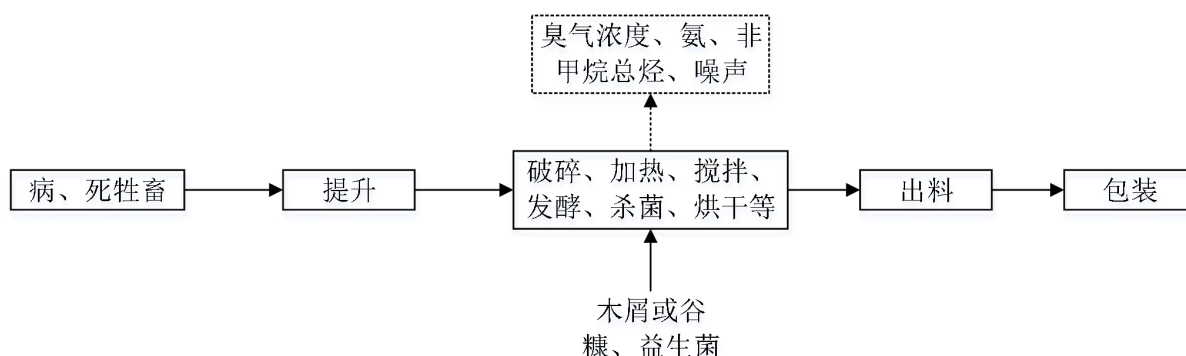 臭气浓度、氨、非
甲烷总烃、噪声
病、死牲畜
提升
破碎、加热、搅拌、
发酵、杀菌、烘干等
出料
包装
木屑或谷
糠、益生菌